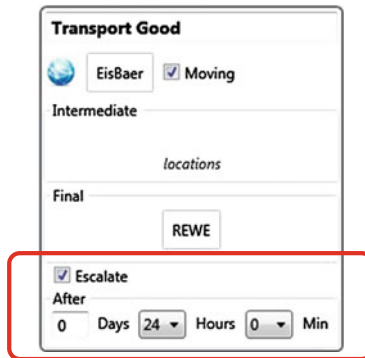 Transport Good
EisBaer Moving
Intermediate
locations
Final
REWE
Escalate
After
0 Days 24 Hours 0 Min